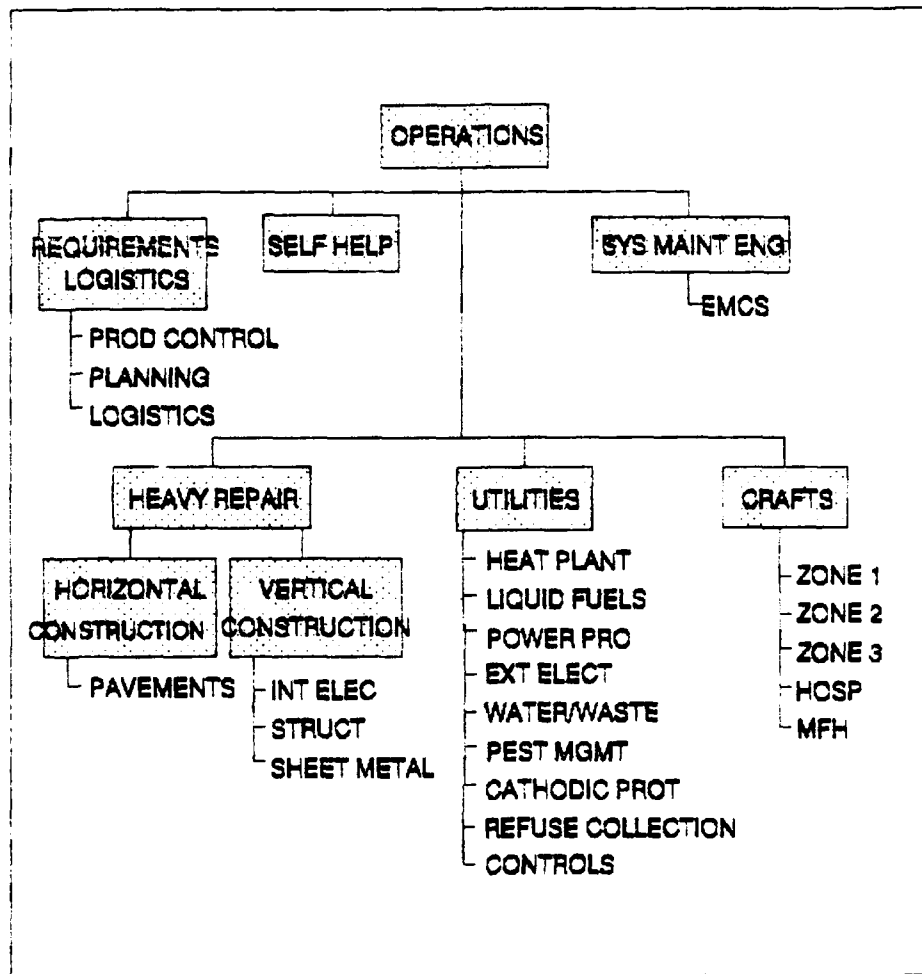 OPERATIONS
REQUIREMENTS
LOGISTICS
SELF HELP
SYS MAINT ENG
PROD CONTROL
PLANNING
LOGISTICS
EMCS
HEAVY REPAIR
UTILITIES
CRAFTS
HORIZONTAL
CONSTRUCTION
VERTICAL
CONSTRUCTION
PAVEMENTS
INT ELEC
STRUCT
SHEET METAL
HEAT PLANT
LIQUID FUELS
POWER PRO
EXT ELECT
WATER/WASTE
PEST MGMT
CATHODIC PROT
REFUSE COLLECTION
CONTROLS
ZONE 1
ZONE 2
ZONE 3
HOSP
MFH